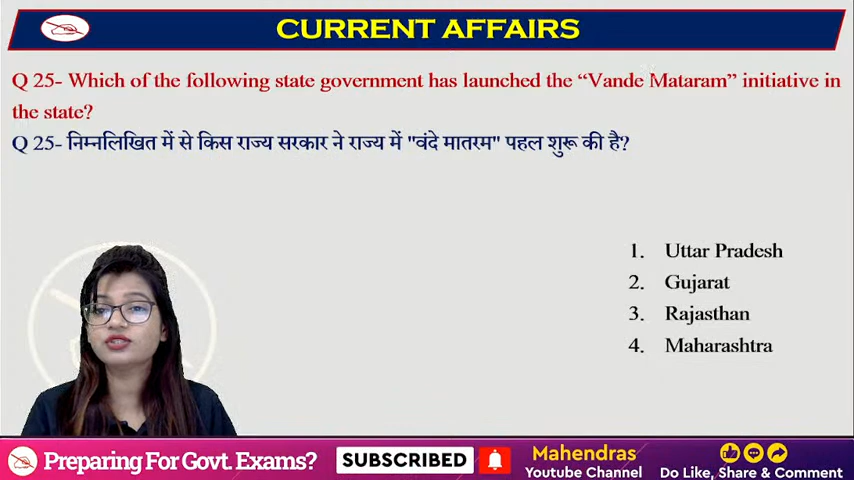 CURRENT AFFAIRS
Q 25- Which of the following state government has launched the “Vande Mataram” initiative in
the state?
Q 25- निम्नलिखित में से किस राज्य सरकार ने राज्य में "वंदे मातरम" पहल शुरू की है?
1. Uttar Pradesh
2. Gujarat
3. Rajasthan
4. Maharashtra
Preparing For Govt. Exams?
SUBSCRIBED
Mahendras
Youtube Channel
Do Like, Share & Comment